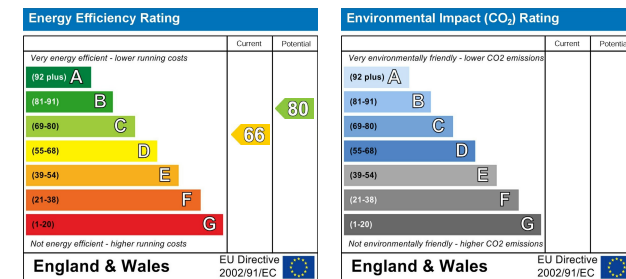 Energy Efficiency Rating
Current Potential
Very energy efficient - lower running costs
(92 plus) A
(81-91) B
80
(69-80) C
66
(55-68) D
(39-54) E
(21-38) F
(1-20) G
Not energy efficient - higher running costs
England & Wales
EU Directive
2002/91/EC
Environmental Impact (CO2) Rating
Current Potentia
Very environmentally friendly - lower CO2 emissions
(92 plus) A
(81-91) B
(69-80) C
(55-68) D
(39-54) E
(21-38) F
(1-20) G
Not environmentally friendly - higher CO2 emissions
England & Wales
EU Directive
2002/91/EC